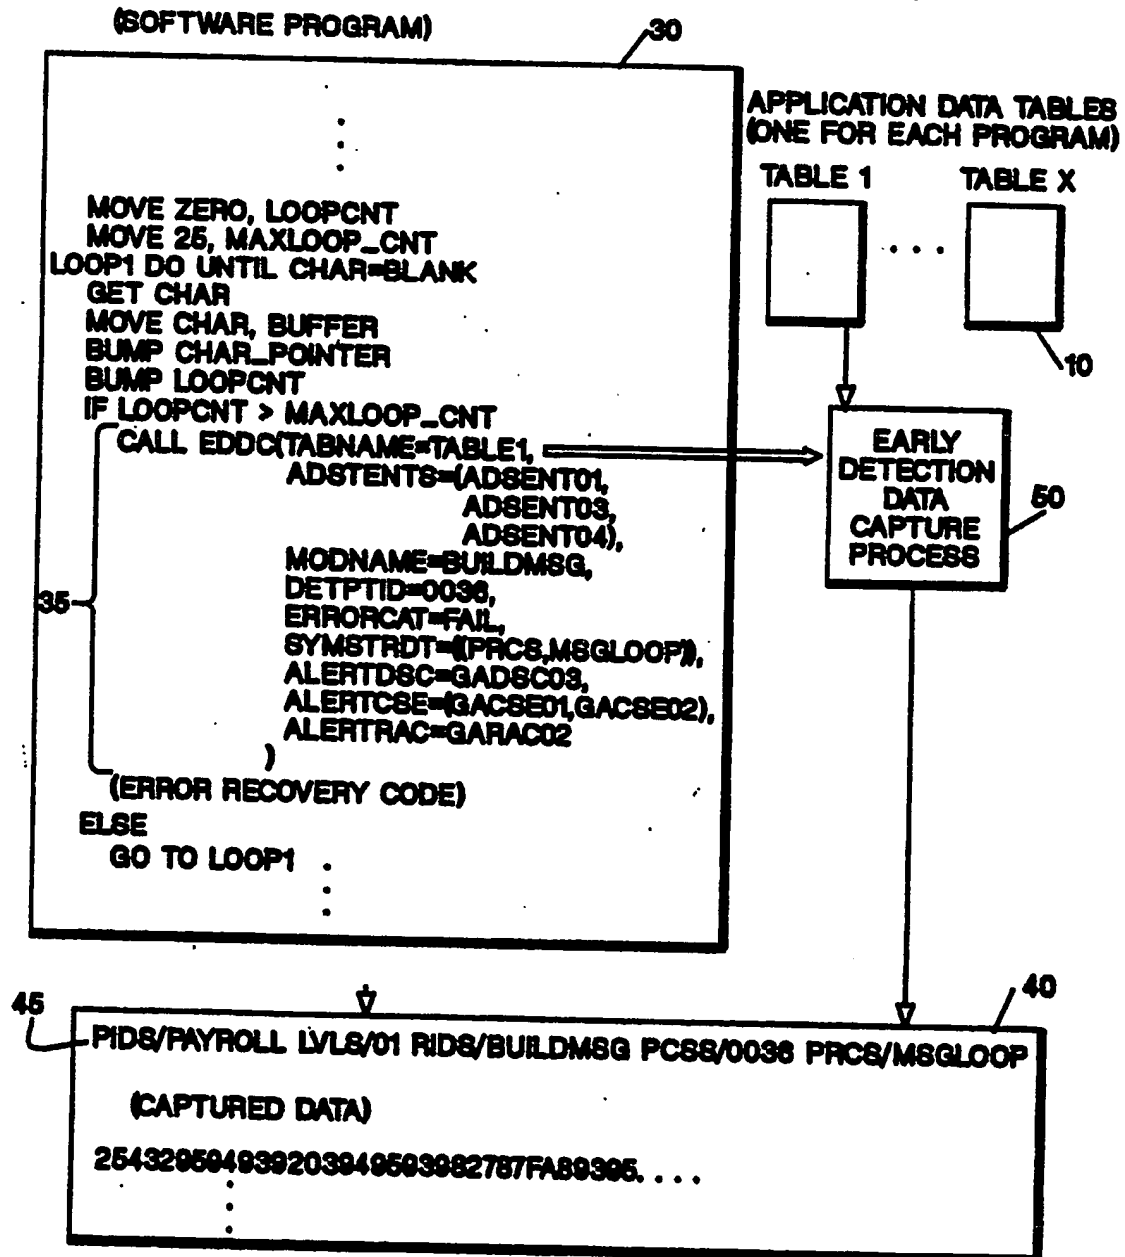 (SOFTWARE PROGRAM)
30
MOVE ZERO, LOOPCNT
MOVE 25, MAXLOOP_CNT
LOOP1 DO UNTIL CHAR=BLANK
GET CHAR
MOVE CHAR, BUFFER
BUMP CHAR_POINTER
BUMP LOOPCNT
IF LOOPCNT > MAXLOOP_CNT
CALL EDDC(TABNAME=TABLE1,
ADSTENTS=(ADSENT01,
ADSENT03,
ADSENT04),
MODNAME=BUILDMSG,
DETPTID=0036,
35
ERRORCAT=FAIL,
SYMSTRDT=((PRCS,MSGLOOP)),
ALERTDSC=GADSC03,
ALERTCSE=(GACSE01,GACSE02),
ALERTRAC=GARAC02
)
(ERROR RECOVERY CODE)
ELSE
GO TO LOOP1
APPLICATION DATA TABLES
(ONE FOR EACH PROGRAM)
TABLE 1 TABLE X
10
EARLY
DETECTION
DATA
CAPTURE
PROCESS
50
45
40
PIDS/PAYROLL LVLS/01 RIDS/BUILDMSG PCSS/0036 PRCS/MSGLOOP
(CAPTURED DATA)
254329594939203949593982787FA89395. . . .